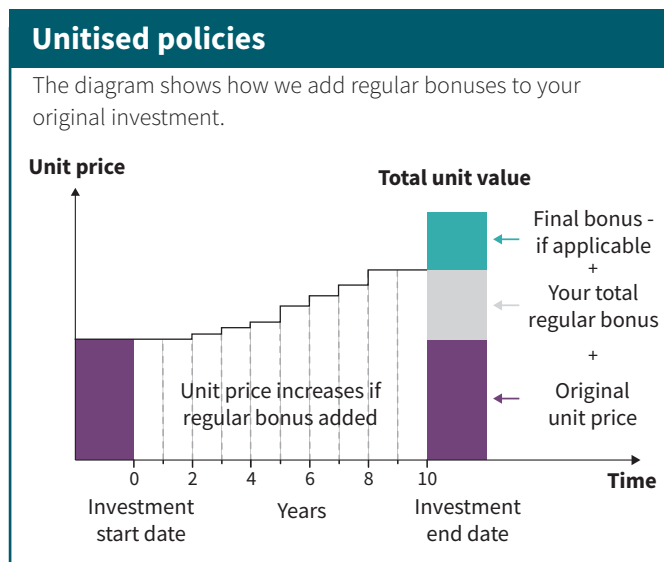 Unitised policies
The diagram shows how we add regular bonuses to your
original investment.
Unit price
Total unit value
Final bonus -
if applicable
+
Your total
regular bonus
+
Original
unit price
Unit price increases if
regular bonus added
0 2 4 6 8 10
Time
Investment
start date
Years
Investment
end date